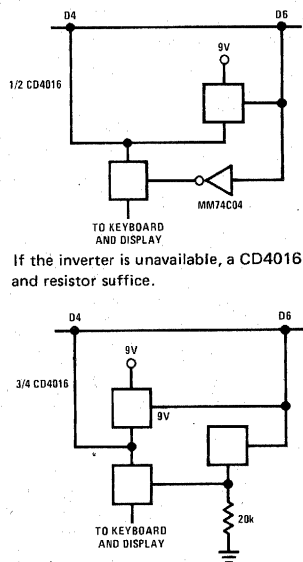 D4 D6
9V
1/2 CD4016
MM74C04
TO KEYBOARD
AND DISPLAY
If the inverter is unavailable, a CD4016
and resistor suffice.
D4 D6
9V
3/4 CD4016
9V
20k
TO KEYBOARD
AND DISPLAY